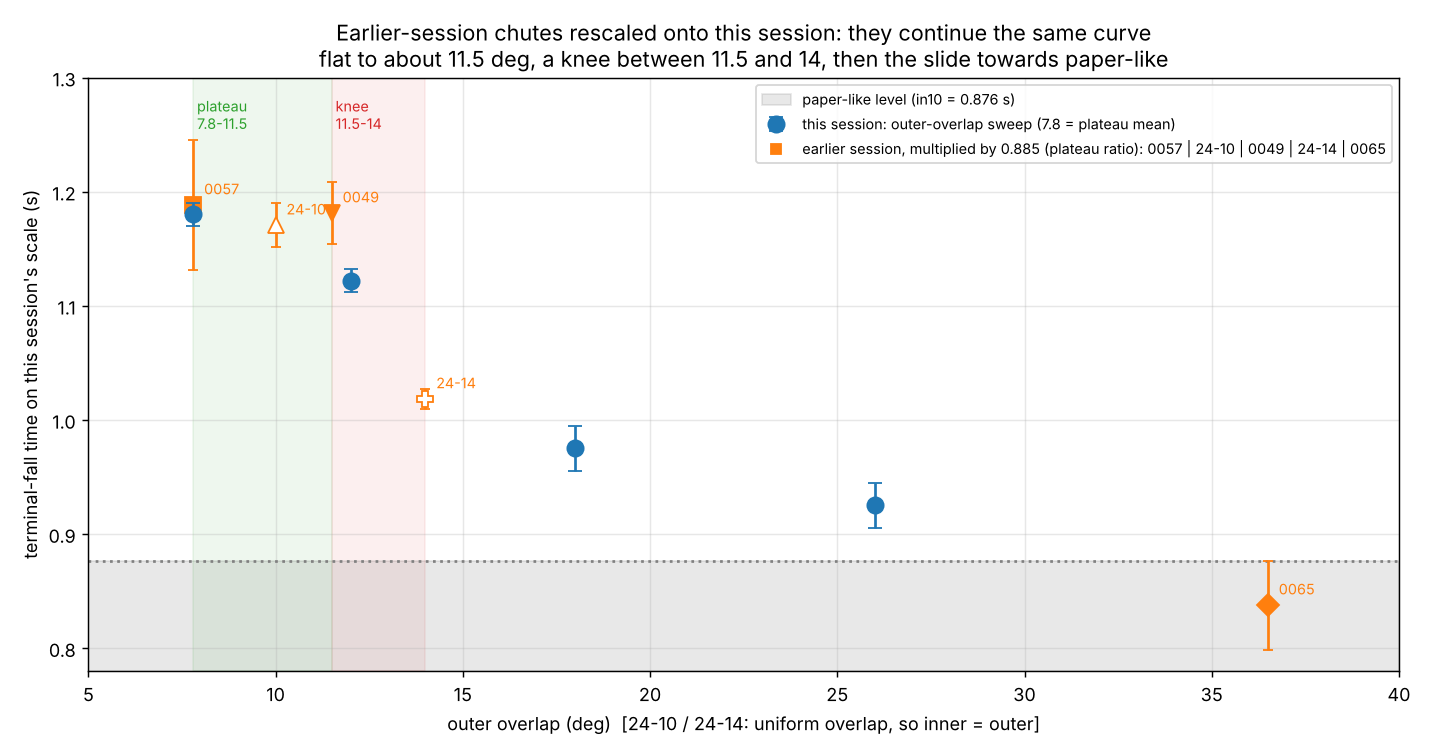 Earlier-session chutes rescaled onto this session: they continue the same curve
flat to about 11.5 deg, a knee between 11.5 and 14, then the slide towards paper-like
terminal-fall time on this session's scale (s)
1.3
1.2
1.1
1.0
0.9
0.8
plateau
7.8-11.5
knee
11.5-14
paper-like level (in10 = 0.876 s)
this session: outer-overlap sweep (7.8 = plateau mean)
earlier session, multiplied by 0.885 (plateau ratio): 0057 | 24-10 | 0049 | 24-14 | 0065
0057
24-10
0049
24-14
0065
5
10
15
20
25
30
35
40
outer overlap (deg)  [24-10 / 24-14: uniform overlap, so inner = outer]